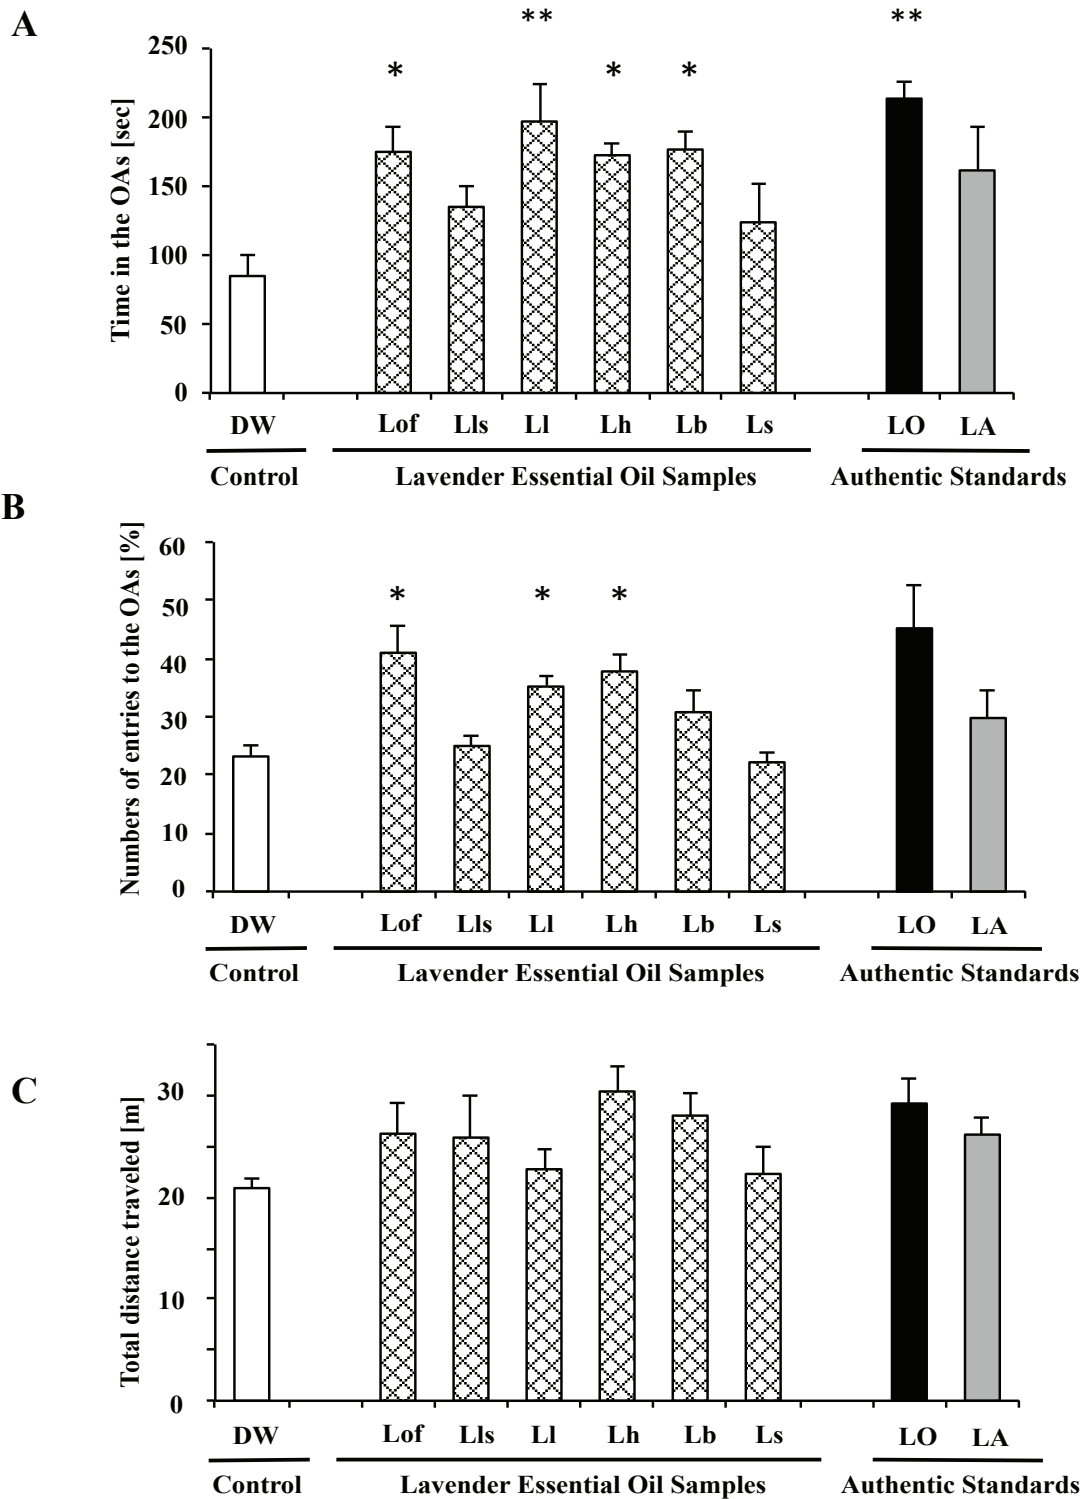 A
** **
* * *
Time in the OAs [sec]
250
200
150
100
50
0
DW Lof Lls Ll Lh Lb Ls LO LA
Control Lavender Essential Oil Samples Authentic Standards
B
* * *
Numbers of entries to the OAs [%]
60
50
40
30
20
10
0
DW Lof Lls Ll Lh Lb Ls LO LA
Control Lavender Essential Oil Samples Authentic Standards
C
Total distance traveled [m]
30
20
10
0
DW Lof Lls Ll Lh Lb Ls LO LA
Control Lavender Essential Oil Samples Authentic Standards